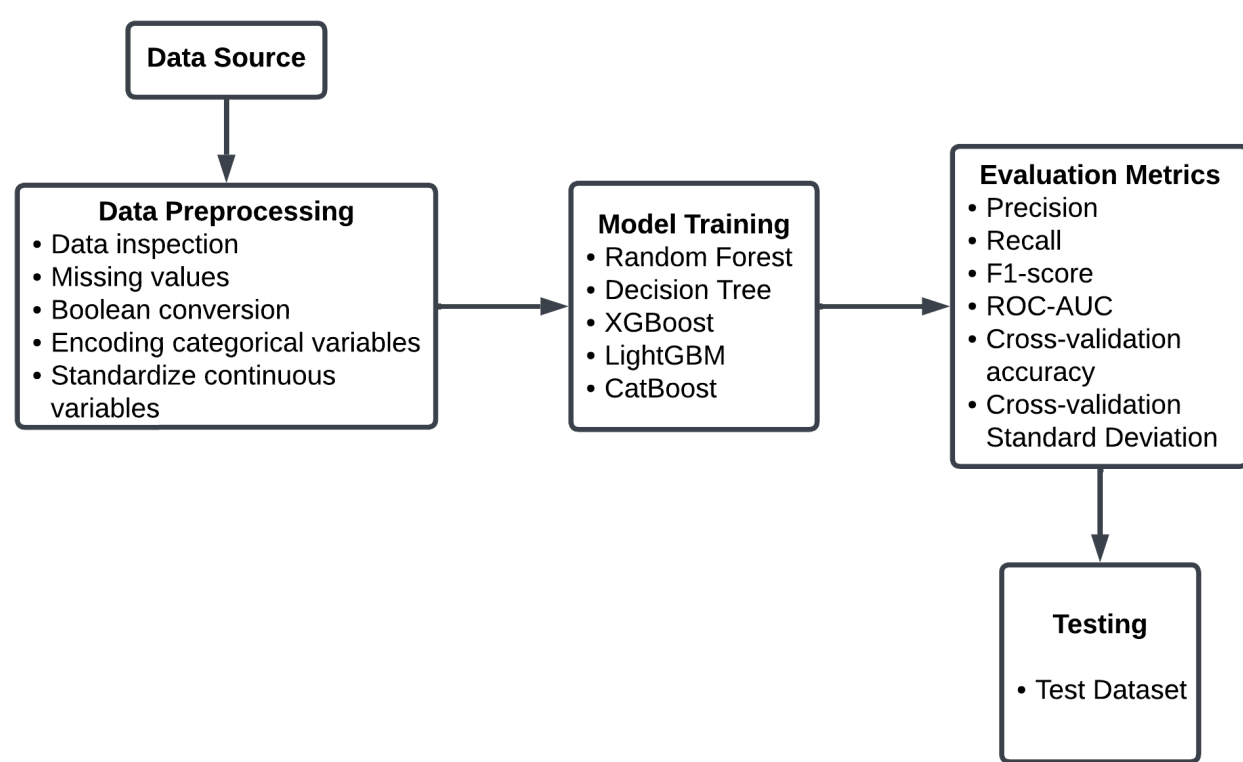 Data Source
Data Preprocessing
• Data inspection
• Missing values
• Boolean conversion
• Encoding categorical variables
• Standardize continuous
variables
Model Training
• Random Forest
• Decision Tree
• XGBoost
• LightGBM
• CatBoost
Evaluation Metrics
• Precision
• Recall
• F1-score
• ROC-AUC
• Cross-validation
accuracy
• Cross-validation
Standard Deviation
Testing
• Test Dataset